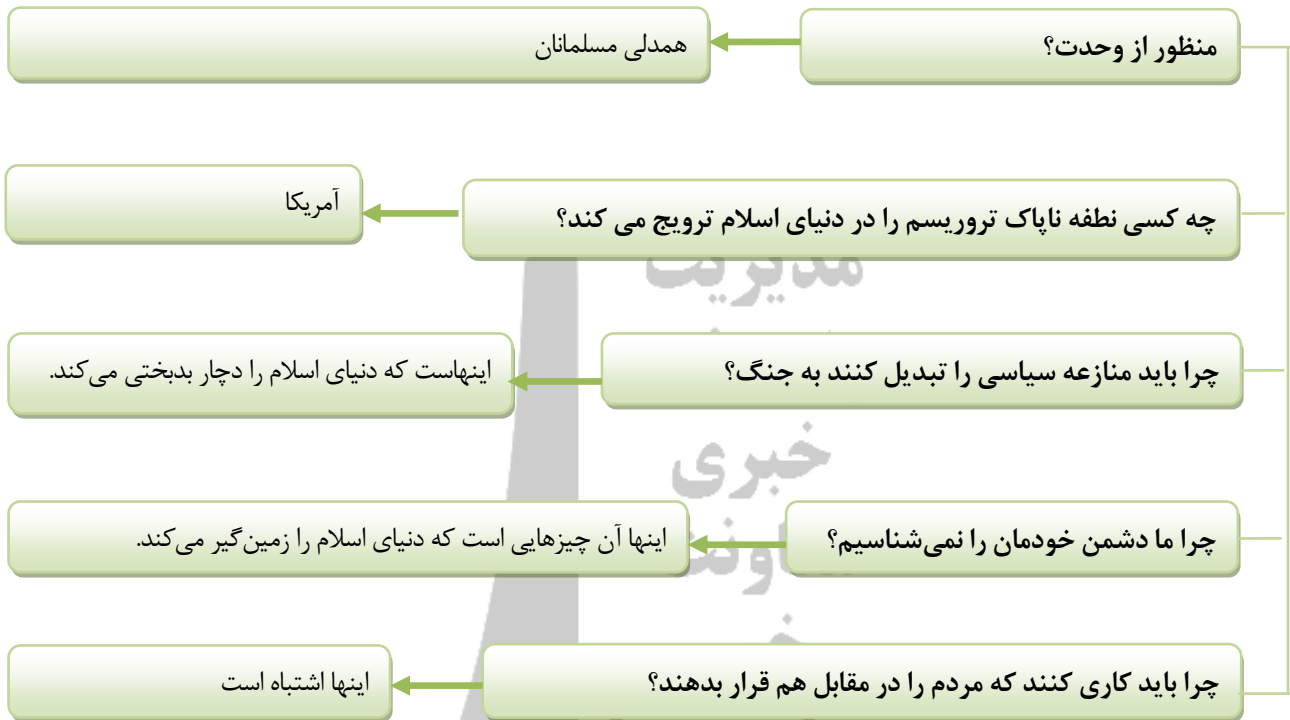 منظور از وحدت؟
همدلی مسلمانان
چه کسی نطفه ناپاک تروریسم را در دنیای اسلام ترویج می کند؟
آمریکا
مدیریت
چرا باید منازعه سیاسی را تبدیل کنند به جنگ؟
اینهاست که دنیای اسلام را دچار بدبختی می‌کند.
خبری
چرا ما دشمن خودمان را نمی‌شناسیم؟
اینها آن چیزهایی است که دنیای اسلام را زمین‌گیر می‌کند.
چرا باید کاری کنند که مردم را در مقابل هم قرار بدهند؟
اینها اشتباه است